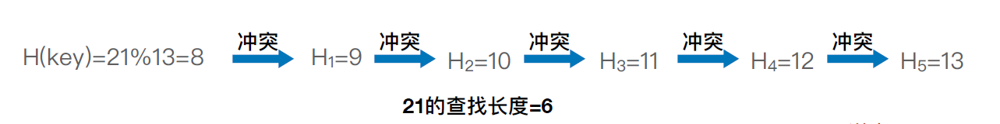 冲突 冲突 冲突 冲突 冲突
H(key)=21%13=8 H₁=9 H₂=10 H₃=11 H₄=12 H₅=13
21的查找长度=6